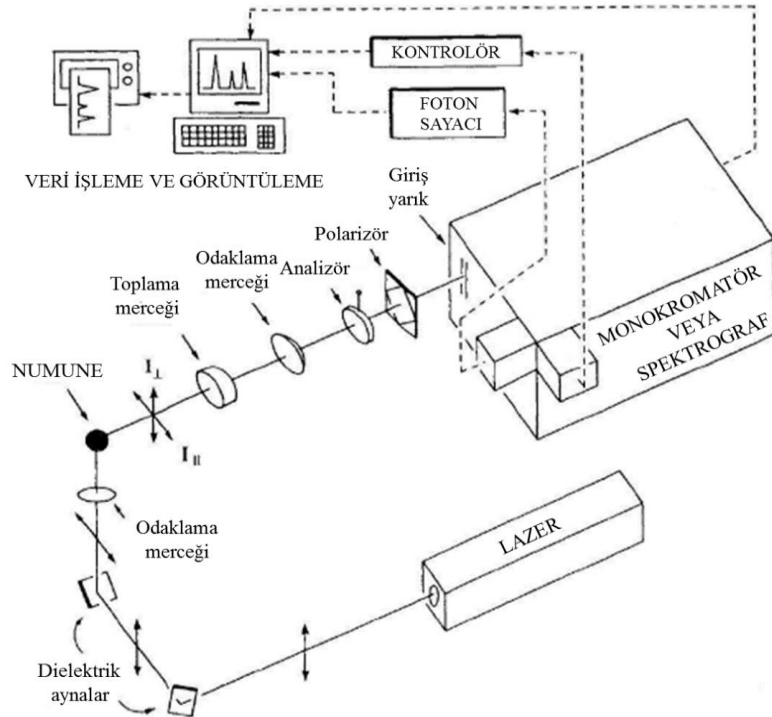 KONTROLÖR
FOTON
SAYACI
VERİ İŞLEME VE GÖRÜNTÜLEME
Giriş
yarık
Polarizör
Odaklama
merceği
Analizör
Toplama
merceği
MONOKROMATÖR
VEYA
SPEKTROGRAF
NUMUNE
I⊥
I||
Odaklama
merceği
LAZER
Dielektrik
aynalar